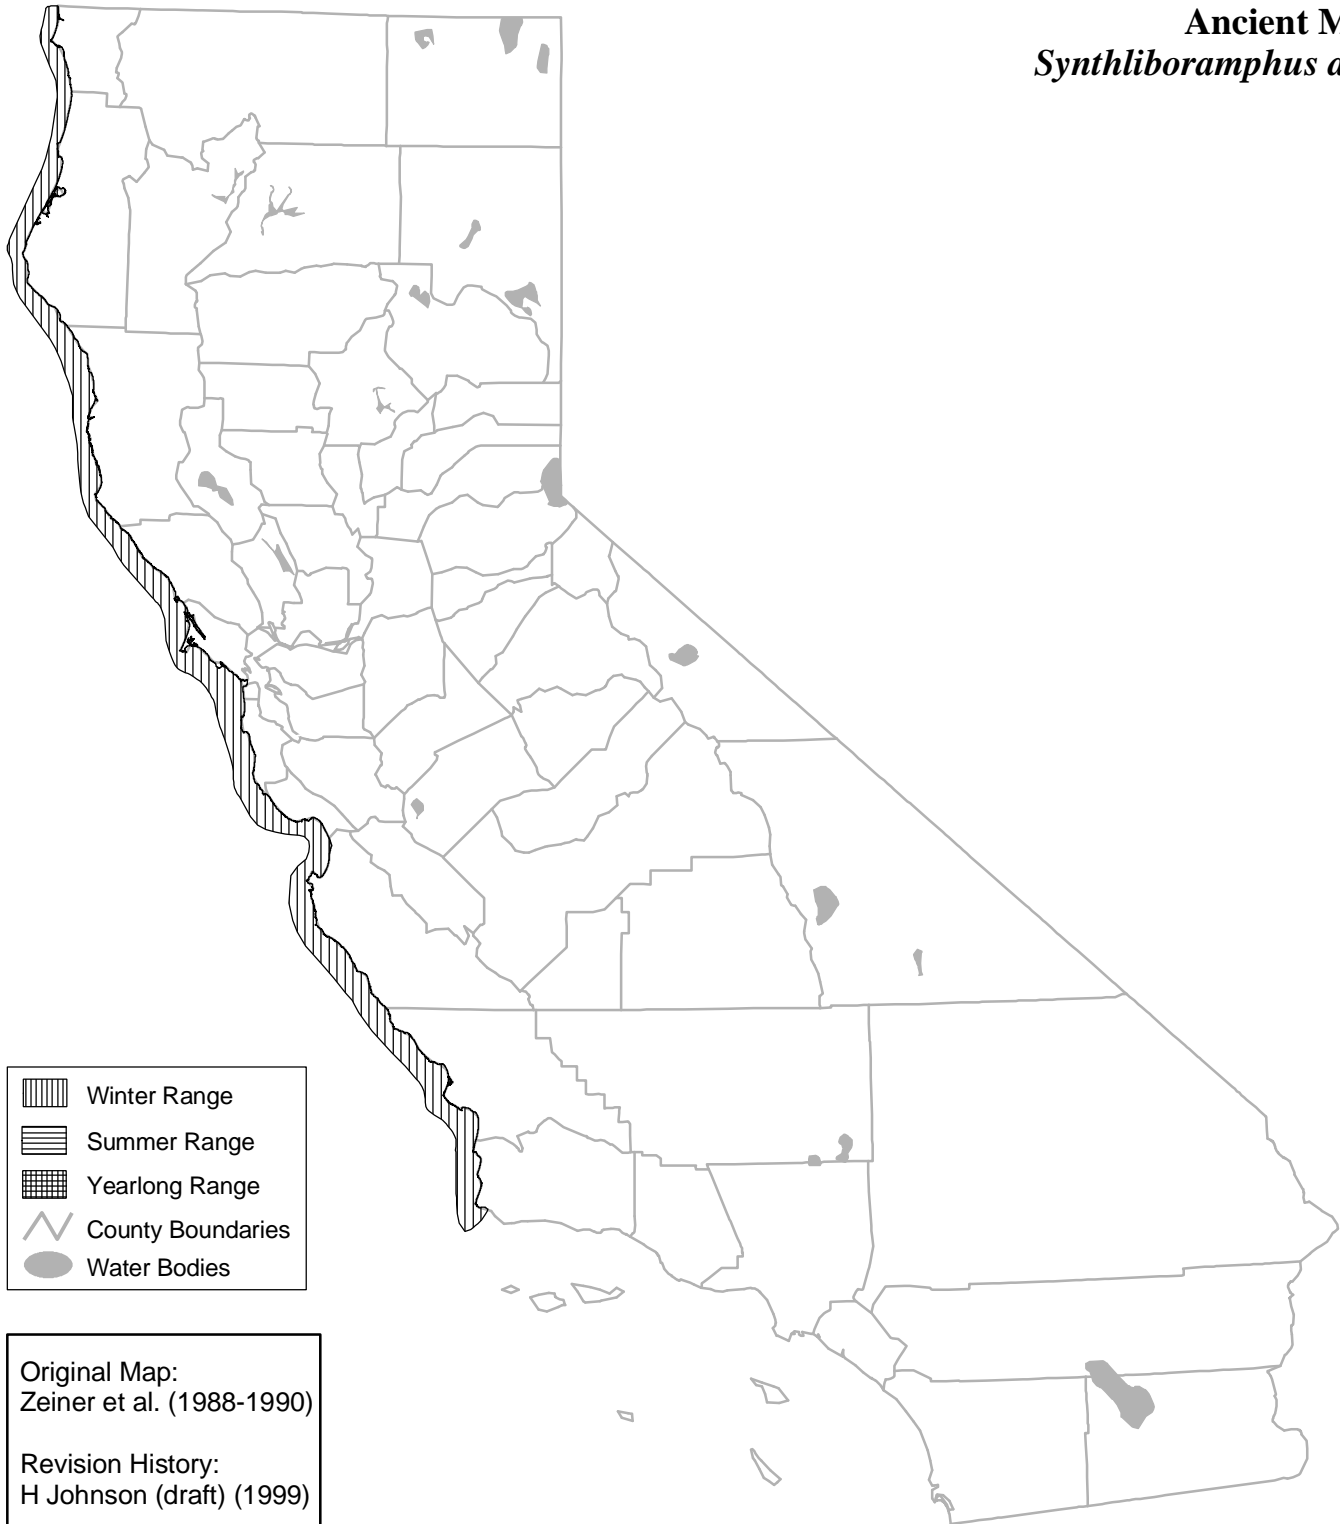 Ancient M
Synthliboramphus a
Winter Range
Summer Range
Yearlong Range
County Boundaries
Water Bodies
Original Map:
Zeiner et al. (1988-1990)
Revision History:
H Johnson (draft) (1999)